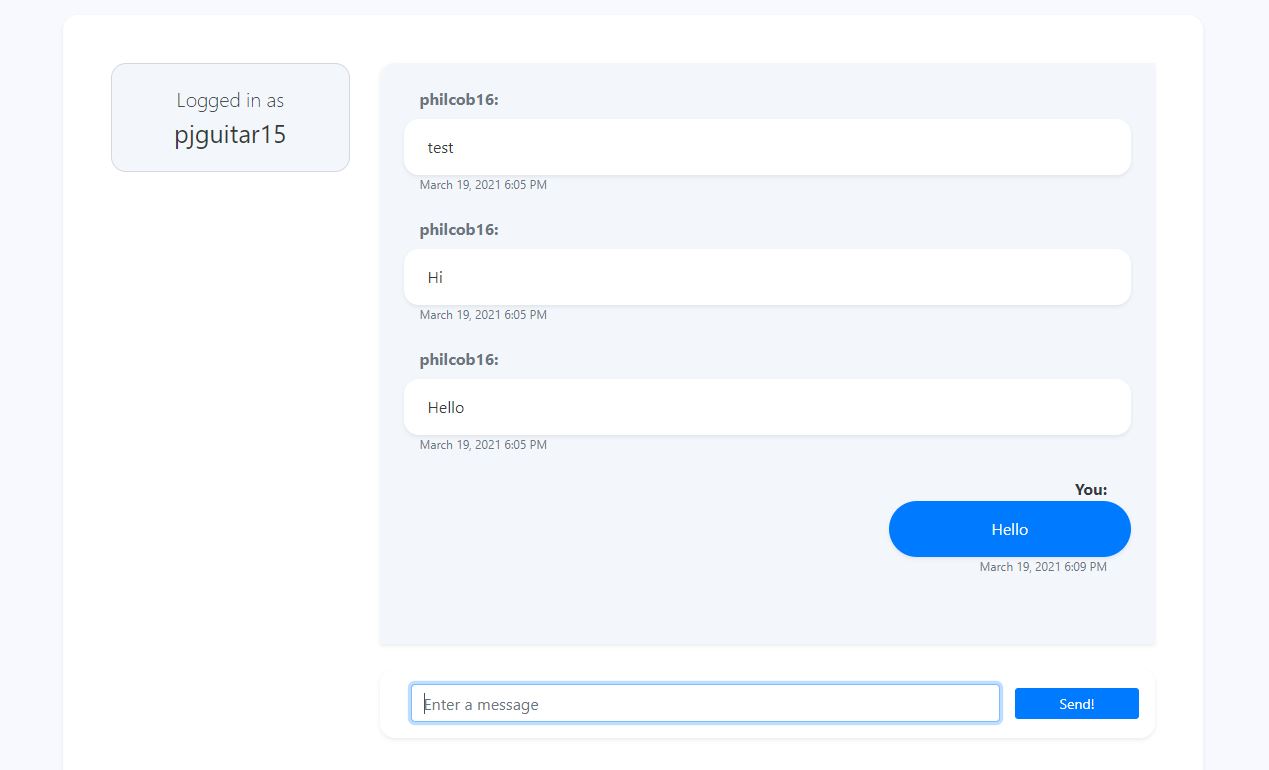 Logged in as
pjguitar15
philcob16:
test
March 19, 2021 6:05 PM
philcob16:
Hi
March 19, 2021 6:05 PM
philcob16:
Hello
March 19, 2021 6:05 PM
You:
Hello
March 19, 2021 6:09 PM
Enter a message
Send!